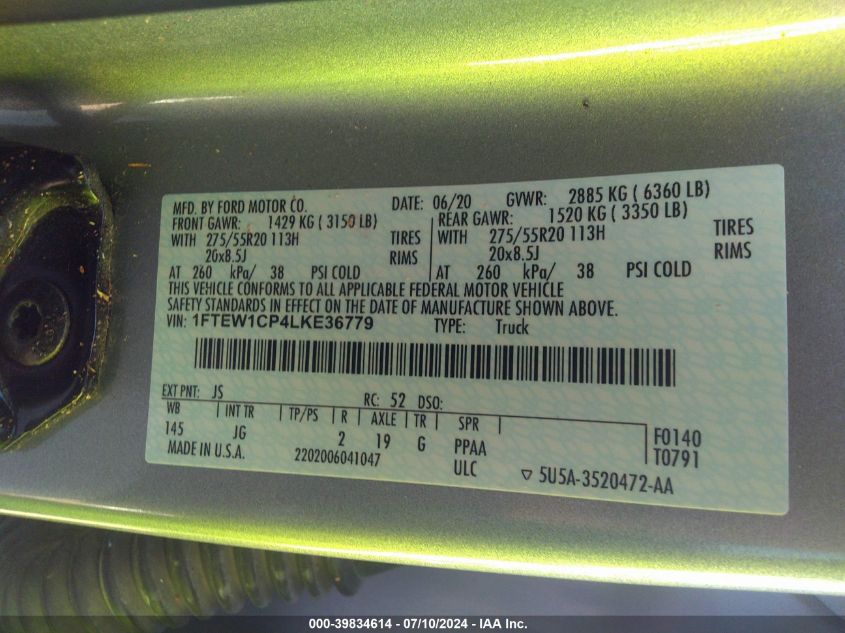 MFD. BY FORD MOTOR CO. DATE: 06/20 GVWR: 2885 KG ( 6360 LB)
FRONT GAWR: 1429 KG ( 3150 LB) REAR GAWR: 1520 KG ( 3350 LB)
WITH 275/55R20 113H TIRES WITH 275/55R20 113H TIRES
20x8.5J RIMS 20x8.5J RIMS
AT 260 kPa/ 38 PSI COLD AT 260 kPa/ 38 PSI COLD
THIS VEHICLE CONFORMS TO ALL APPLICABLE FEDERAL MOTOR VEHICLE
SAFETY STANDARDS IN EFFECT ON THE DATE OF MANUFACTURE SHOWN ABOVE.
VIN: 1FTEW1CP4LKE36779 TYPE: Truck
EXT PNT: JS RC: 52 DSO:
WB INT TR TP/PS R AXLE TR SPR
145 JG 2 19 G PPAA F0140
MADE IN U.S.A. 2202006041047 ULC T0791
▽ 5U5A-3520472-AA
000-39834614 - 07/10/2024 - IAA Inc.